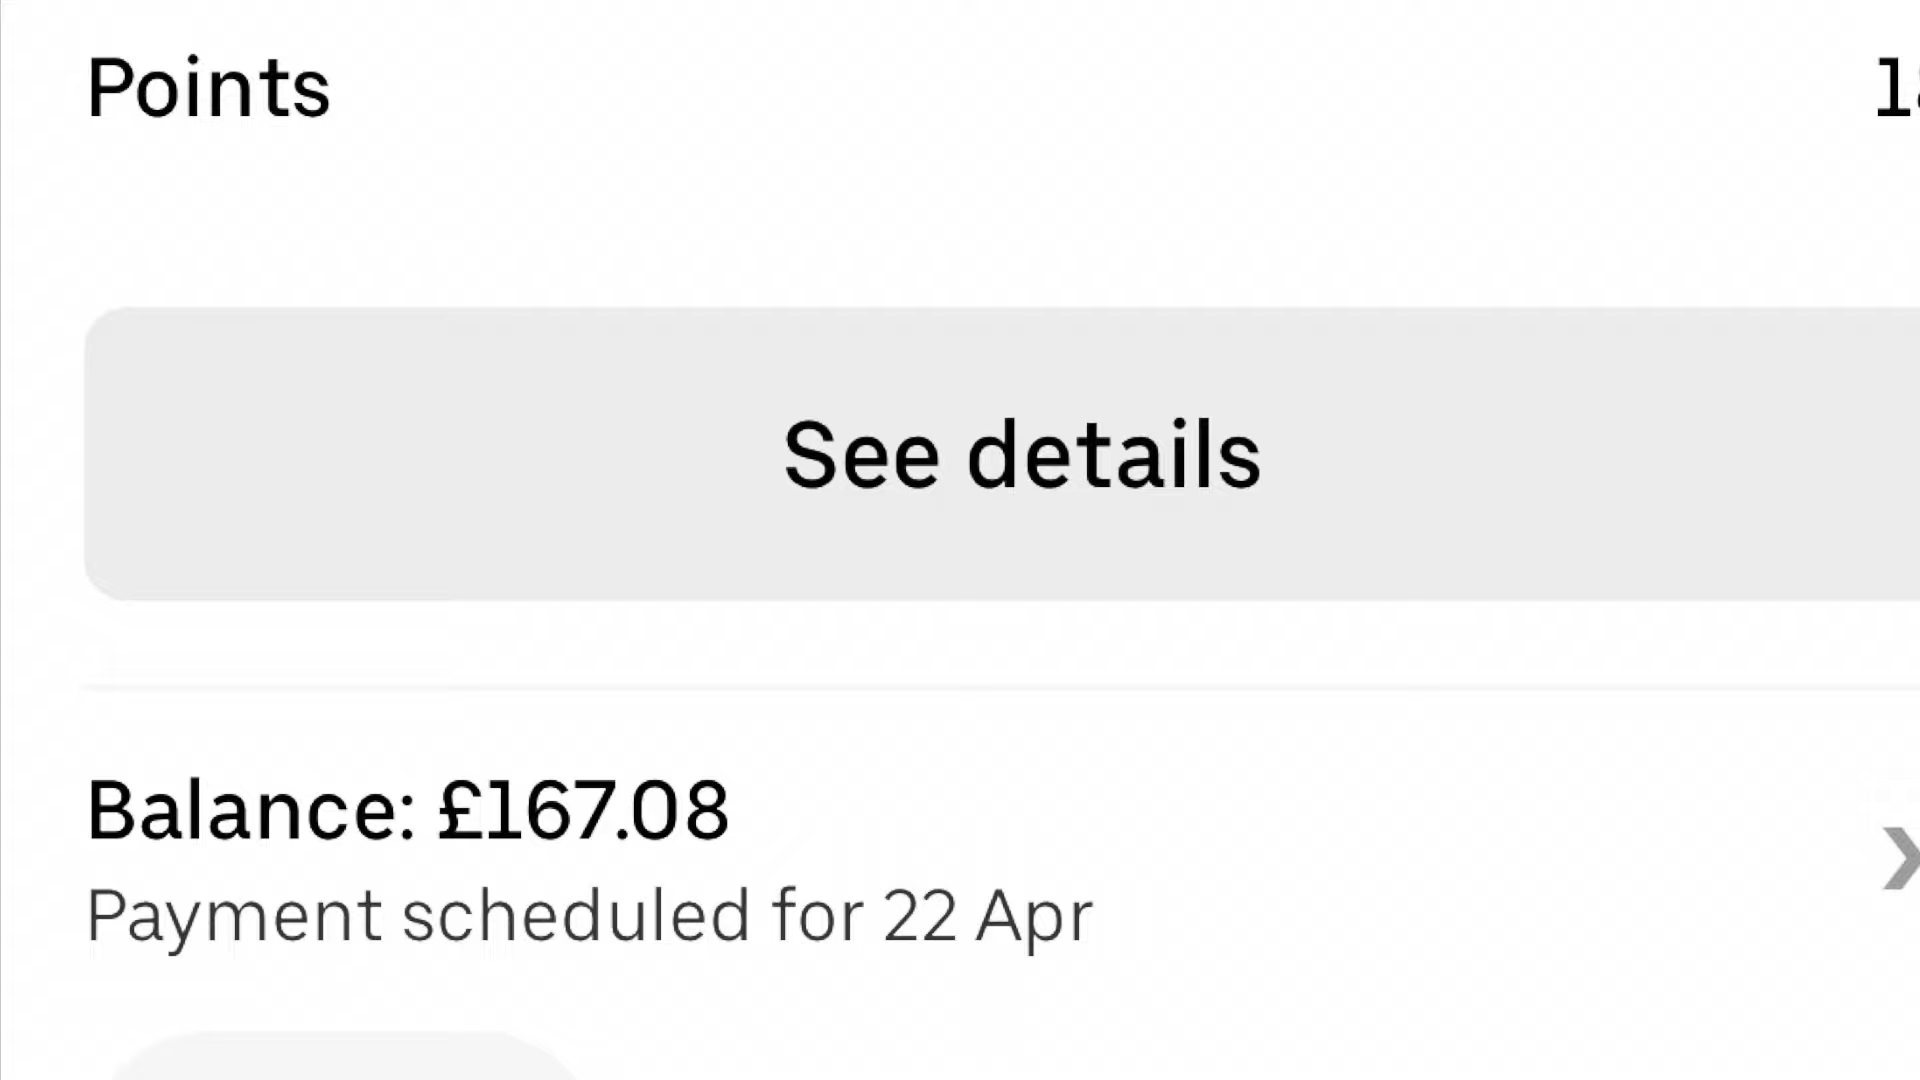 Points
See details
Balance: £167.08
Payment scheduled for 22 Apr